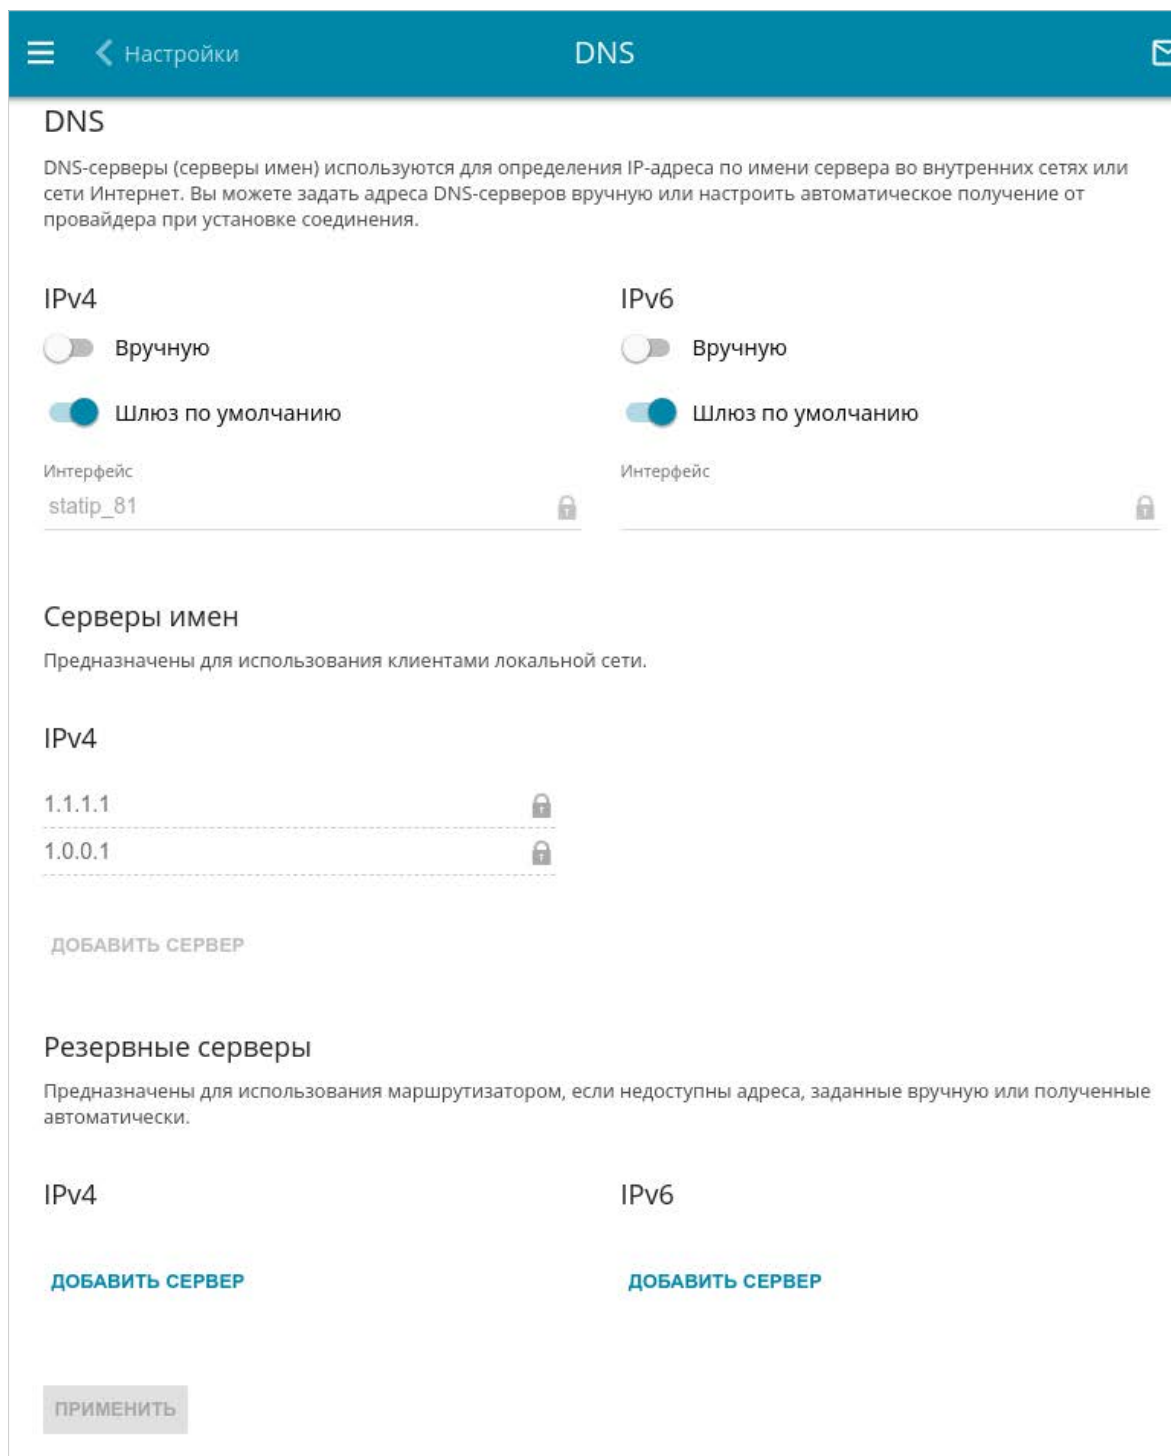 Настройки
DNS
DNS
DNS-серверы (серверы имен) используются для определения IP-адреса по имени сервера во внутренних сетях или
сети Интернет. Вы можете задать адреса DNS-серверов вручную или настроить автоматическое получение от
провайдера при установке соединения.
IPv4
Вручную
Шлюз по умолчанию
Интерфейс
statip_81
IPv6
Вручную
Шлюз по умолчанию
Интерфейс
Серверы имен
Предназначены для использования клиентами локальной сети.
IPv4
1.1.1.1
1.0.0.1
ДОБАВИТЬ СЕРВЕР
Резервные серверы
Предназначены для использования маршрутизатором, если недоступны адреса, заданные вручную или полученные
автоматически.
IPv4
ДОБАВИТЬ СЕРВЕР
IPv6
ДОБАВИТЬ СЕРВЕР
ПРИМЕНИТЬ